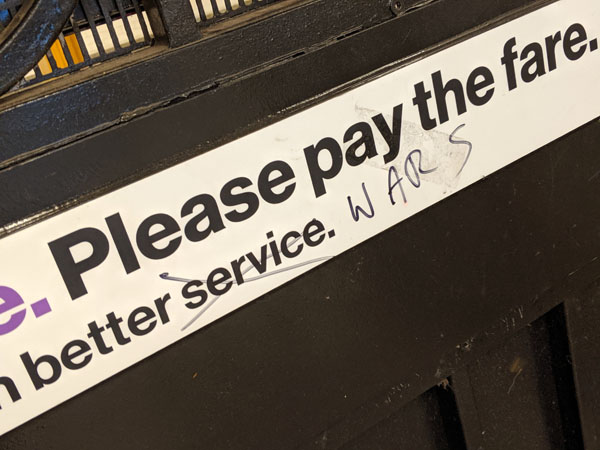 e. Please pay the fare.
n better service. WARS